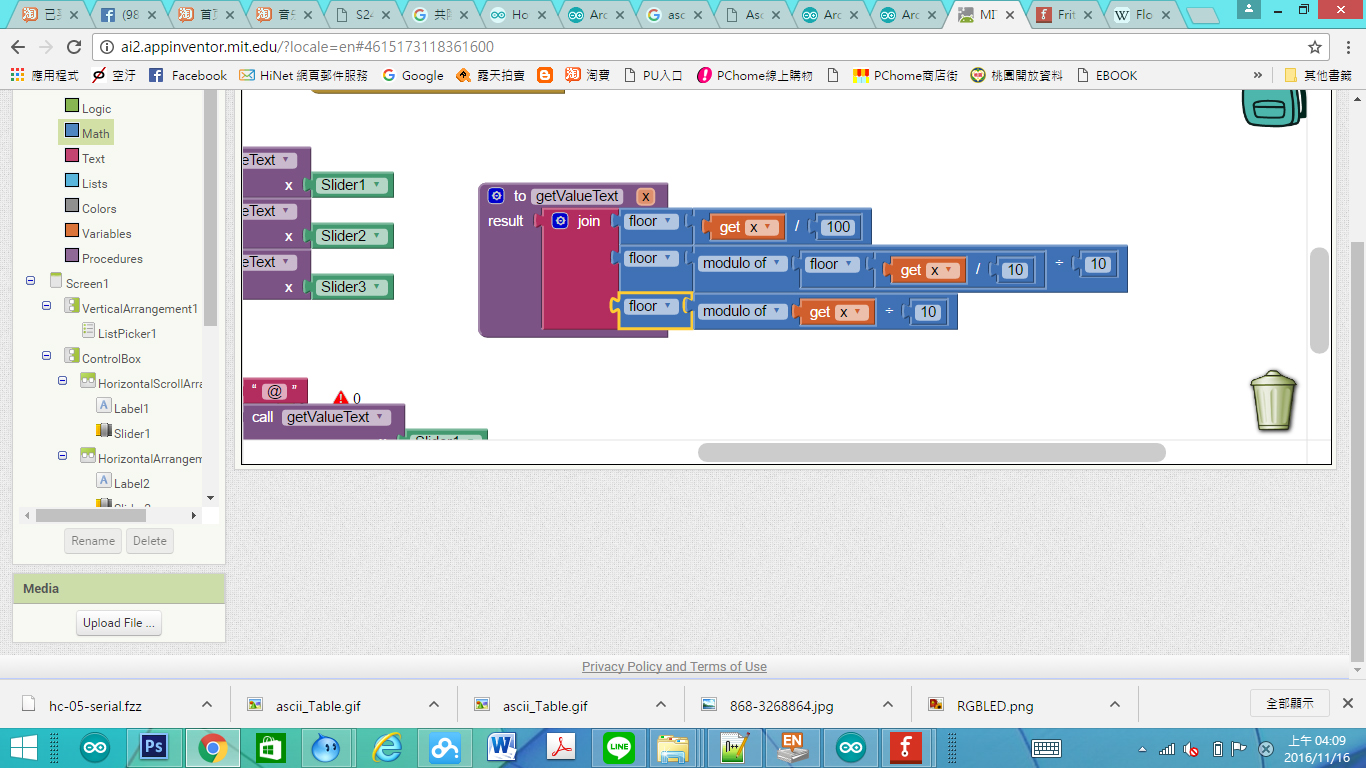 已買
(98
首頁
音樂
S24
共陰
Ho
Arc
asc
Asc
Arc
Arc
MI
Frit
Flo
ai2.appinventor.mit.edu/?locale=en#4615173118361600
應用程式
空汙
Facebook
HiNet 網頁郵件服務
Google
露天拍賣
淘寶
PU入口
PChome線上購物
PChome商店街
桃園開放資料
EBOOK
»
其他書籤
Logic
Math
Text
Lists
Colors
Variables
Procedures
Screen1
VerticalArrangement1
ListPicker1
ControlBox
HorizontalScrollArra
Label1
Slider1
HorizontalArrangem
Label2
Rename
Delete
Media
Upload File ...
eText
x Slider1
eText
x Slider2
eText
x Slider3
to getValueText x
result join floor get x / 100
floor modulo of floor get x / 10 ÷ 10
floor modulo of get x ÷ 10
“ @ ”
0
call getValueText
Slider1
Privacy Policy and Terms of Use
hc-05-serial.fzz
ascii_Table.gif
ascii_Table.gif
868-3268864.jpg
RGBLED.png
全部顯示
上午 04:09
2016/11/16